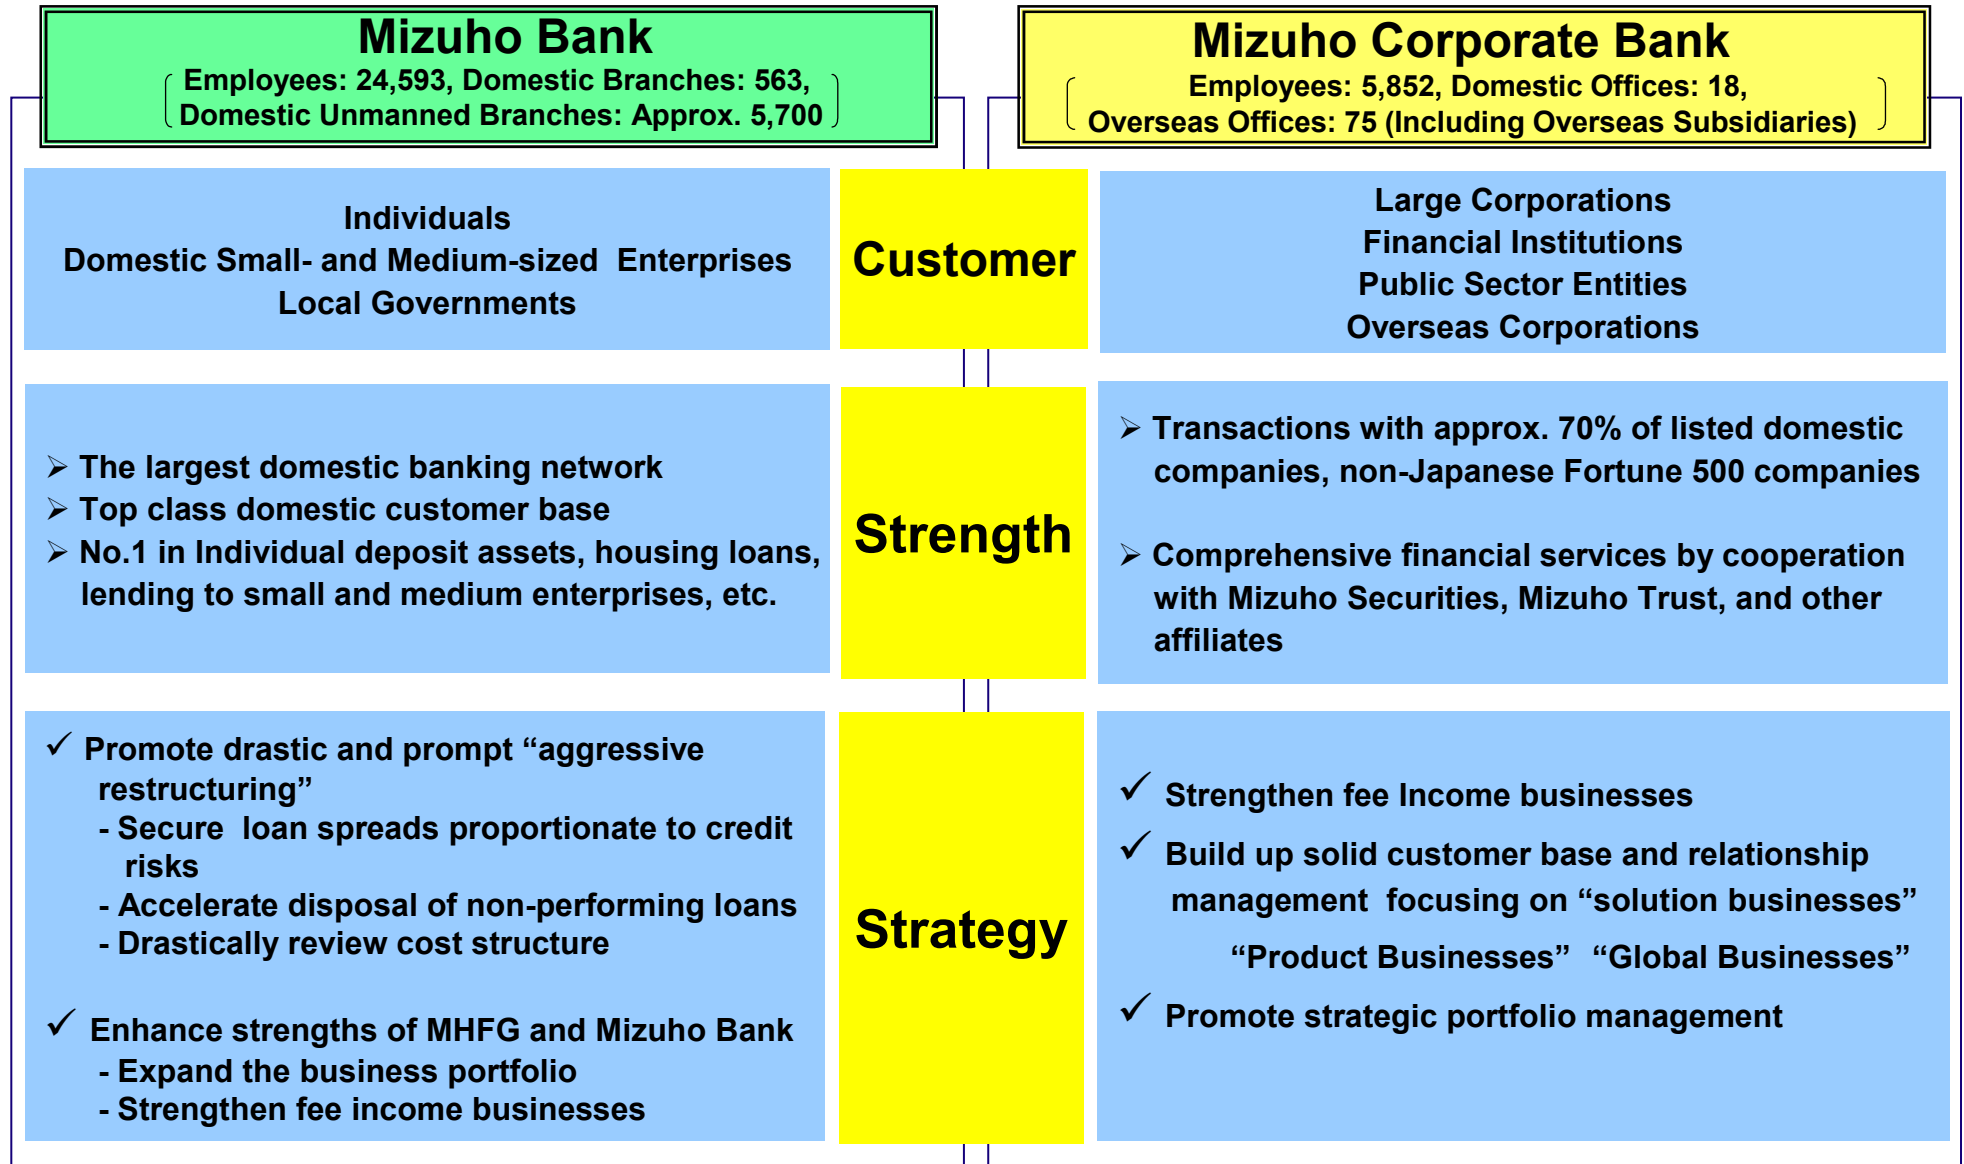 Mizuho Bank
Employees: 24,593, Domestic Branches: 563,
Domestic Unmanned Branches: Approx. 5,700
Mizuho Corporate Bank
Employees: 5,852, Domestic Offices: 18,
Overseas Offices: 75 (Including Overseas Subsidiaries)
Individuals
Domestic Small- and Medium-sized Enterprises
Local Governments
Customer
Large Corporations
Financial Institutions
Public Sector Entities
Overseas Corporations
➢ The largest domestic banking network
➢ Top class domestic customer base
➢ No.1 in Individual deposit assets, housing loans,
lending to small and medium enterprises, etc.
Strength
➢ Transactions with approx. 70% of listed domestic
companies, non-Japanese Fortune 500 companies
➢ Comprehensive financial services by cooperation
with Mizuho Securities, Mizuho Trust, and other
affiliates
✓ Promote drastic and prompt “aggressive
restructuring”
- Secure loan spreads proportionate to credit
risks
- Accelerate disposal of non-performing loans
- Drastically review cost structure
✓ Enhance strengths of MHFG and Mizuho Bank
- Expand the business portfolio
- Strengthen fee income businesses
Strategy
✓ Strengthen fee Income businesses
✓ Build up solid customer base and relationship
management focusing on “solution businesses”
“Product Businesses” “Global Businesses”
✓ Promote strategic portfolio management